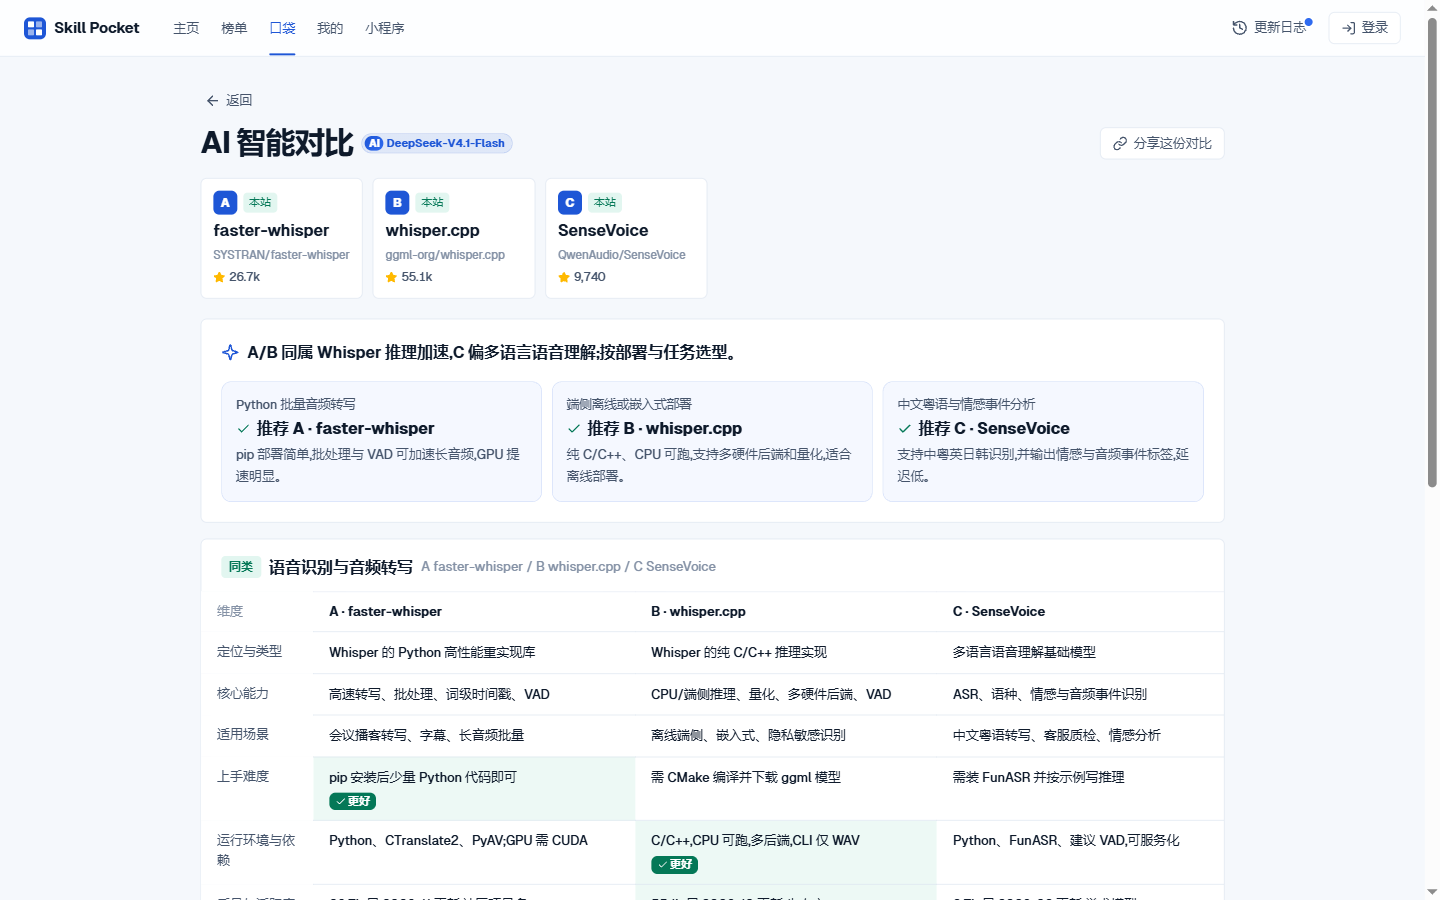 Skill Pocket 主页 榜单 口袋 我的 小程序 更新日志 登录
返回
AI 智能对比 AI DeepSeek-V4.1-Flash 分享这份对比
A 本站
faster-whisper
SYSTRAN/faster-whisper
26.7k
B 本站
whisper.cpp
ggml-org/whisper.cpp
55.1k
C 本站
SenseVoice
QwenAudio/SenseVoice
9,740
A/B 同属 Whisper 推理加速,C 偏多语言语音理解;按部署与任务选型。
Python 批量音频转写
推荐 A · faster-whisper
pip 部署简单,批处理与 VAD 可加速长音频,GPU 提
速明显。
端侧离线或嵌入式部署
推荐 B · whisper.cpp
纯 C/C++、CPU 可跑,支持多硬件后端和量化,适合
离线部署。
中文粤语与情感事件分析
推荐 C · SenseVoice
支持中粤英日韩识别,并输出情感与音频事件标签,延
迟低。
同类 语音识别与音频转写 A faster-whisper / B whisper.cpp / C SenseVoice
维度 A · faster-whisper B · whisper.cpp C · SenseVoice
定位与类型 Whisper 的 Python 高性能重实现库 Whisper 的纯 C/C++ 推理实现 多语言语音理解基础模型
核心能力 高速转写、批处理、词级时间戳、VAD CPU/端侧推理、量化、多硬件后端、VAD ASR、语种、情感与音频事件识别
适用场景 会议播客转写、字幕、长音频批量 离线端侧、嵌入式、隐私敏感识别 中文粤语转写、客服质检、情感分析
上手难度 pip 安装后少量 Python 代码即可 需 CMake 编译并下载 ggml 模型 需装 FunASR 并按示例写推理
更好
运行环境与依 Python、CTranslate2、PyAV;GPU 需 CUDA C/C++,CPU 可跑,多后端,CLI 仅 WAV Python、FunASR、建议 VAD,可服务化
赖 更好